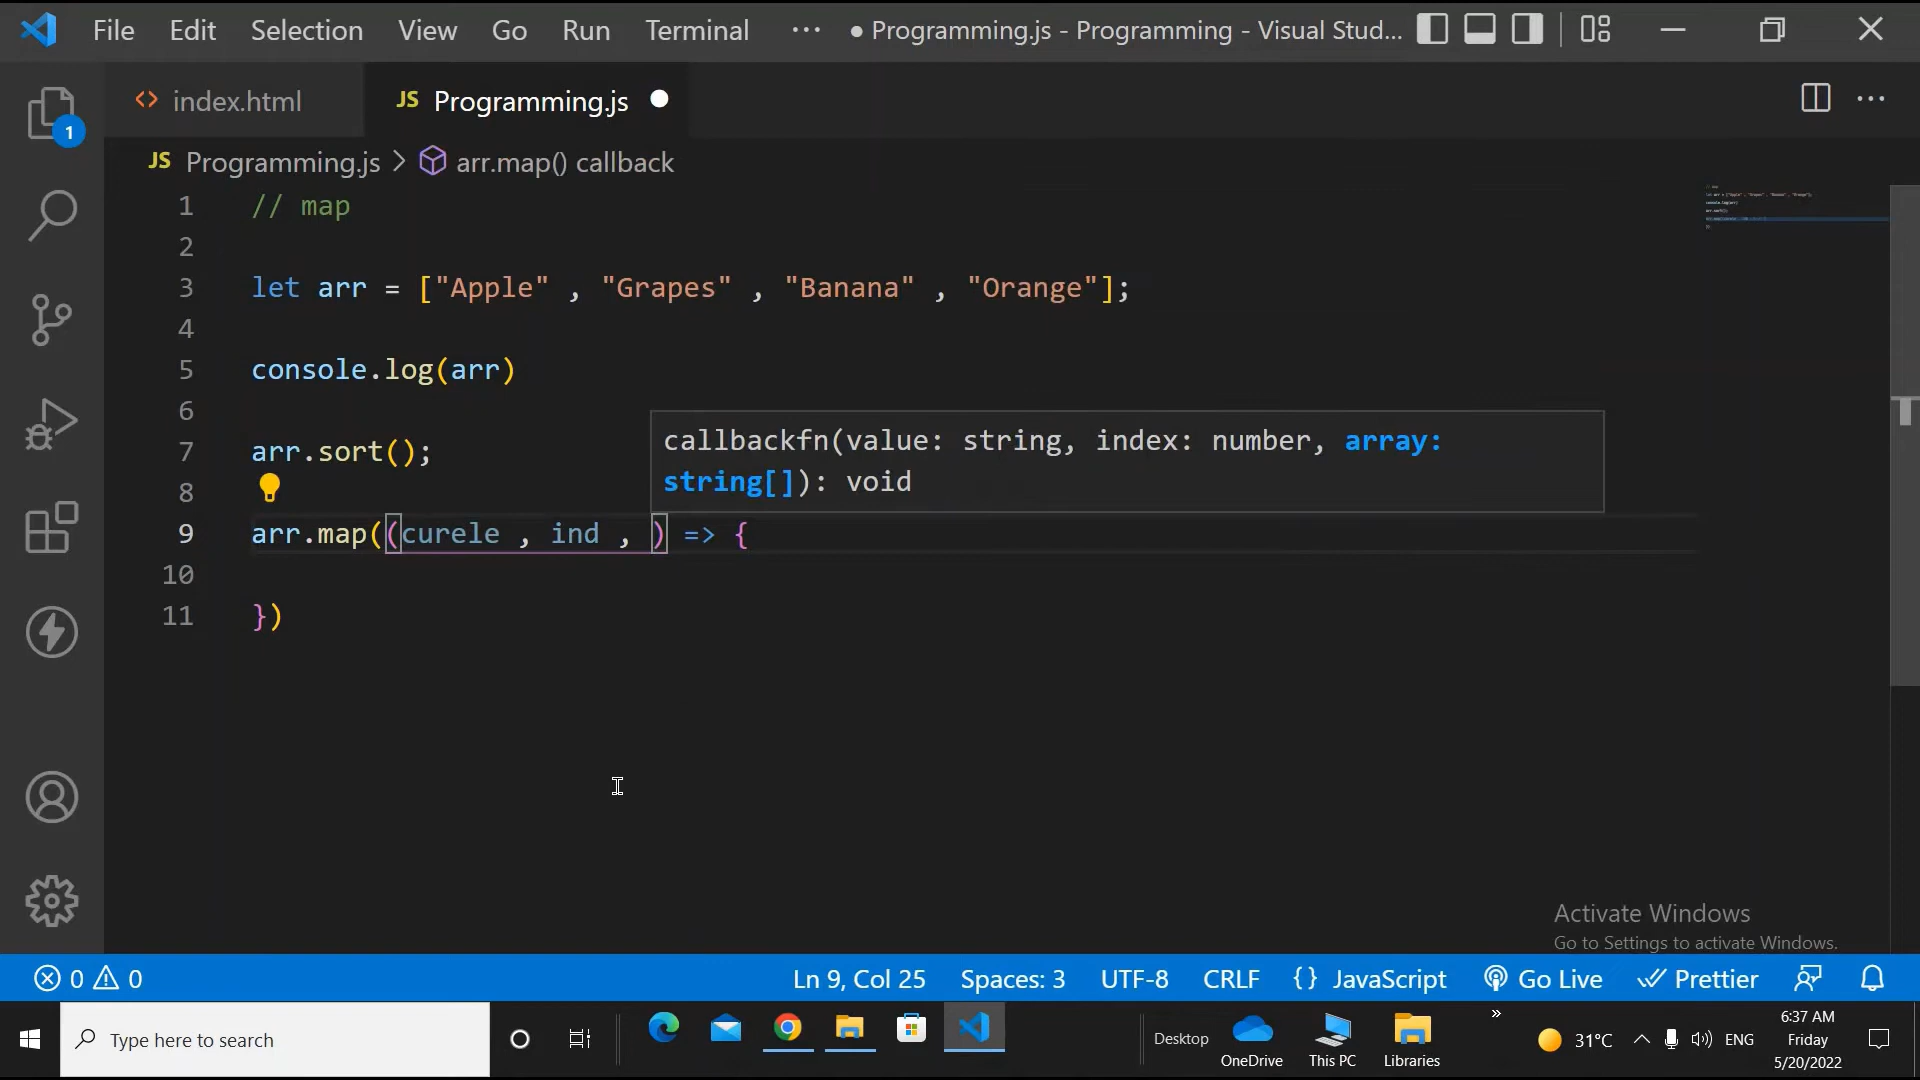 File Edit Selection View Go Run Terminal ··· ● Programming.js - Programming - Visual Stud...
<> index.html JS Programming.js ●
1
JS Programming.js > arr.map() callback
1 // map
2
3 let arr = ["Apple" , "Grapes" , "Banana" , "Orange"];
4
5 console.log(arr)
6
callbackfn(value: string, index: number, array:
string[]): void
7 arr.sort();
8
9 arr.map((curele , ind , ) => {
10
11 })
Activate Windows
Go to Settings to activate Windows.
0 0 Ln 9, Col 25 Spaces: 3 UTF-8 CRLF {} JavaScript Go Live Prettier
Type here to search
Desktop
OneDrive
This PC
Libraries
»
31°C
ENG
6:37 AM
Friday
5/20/2022